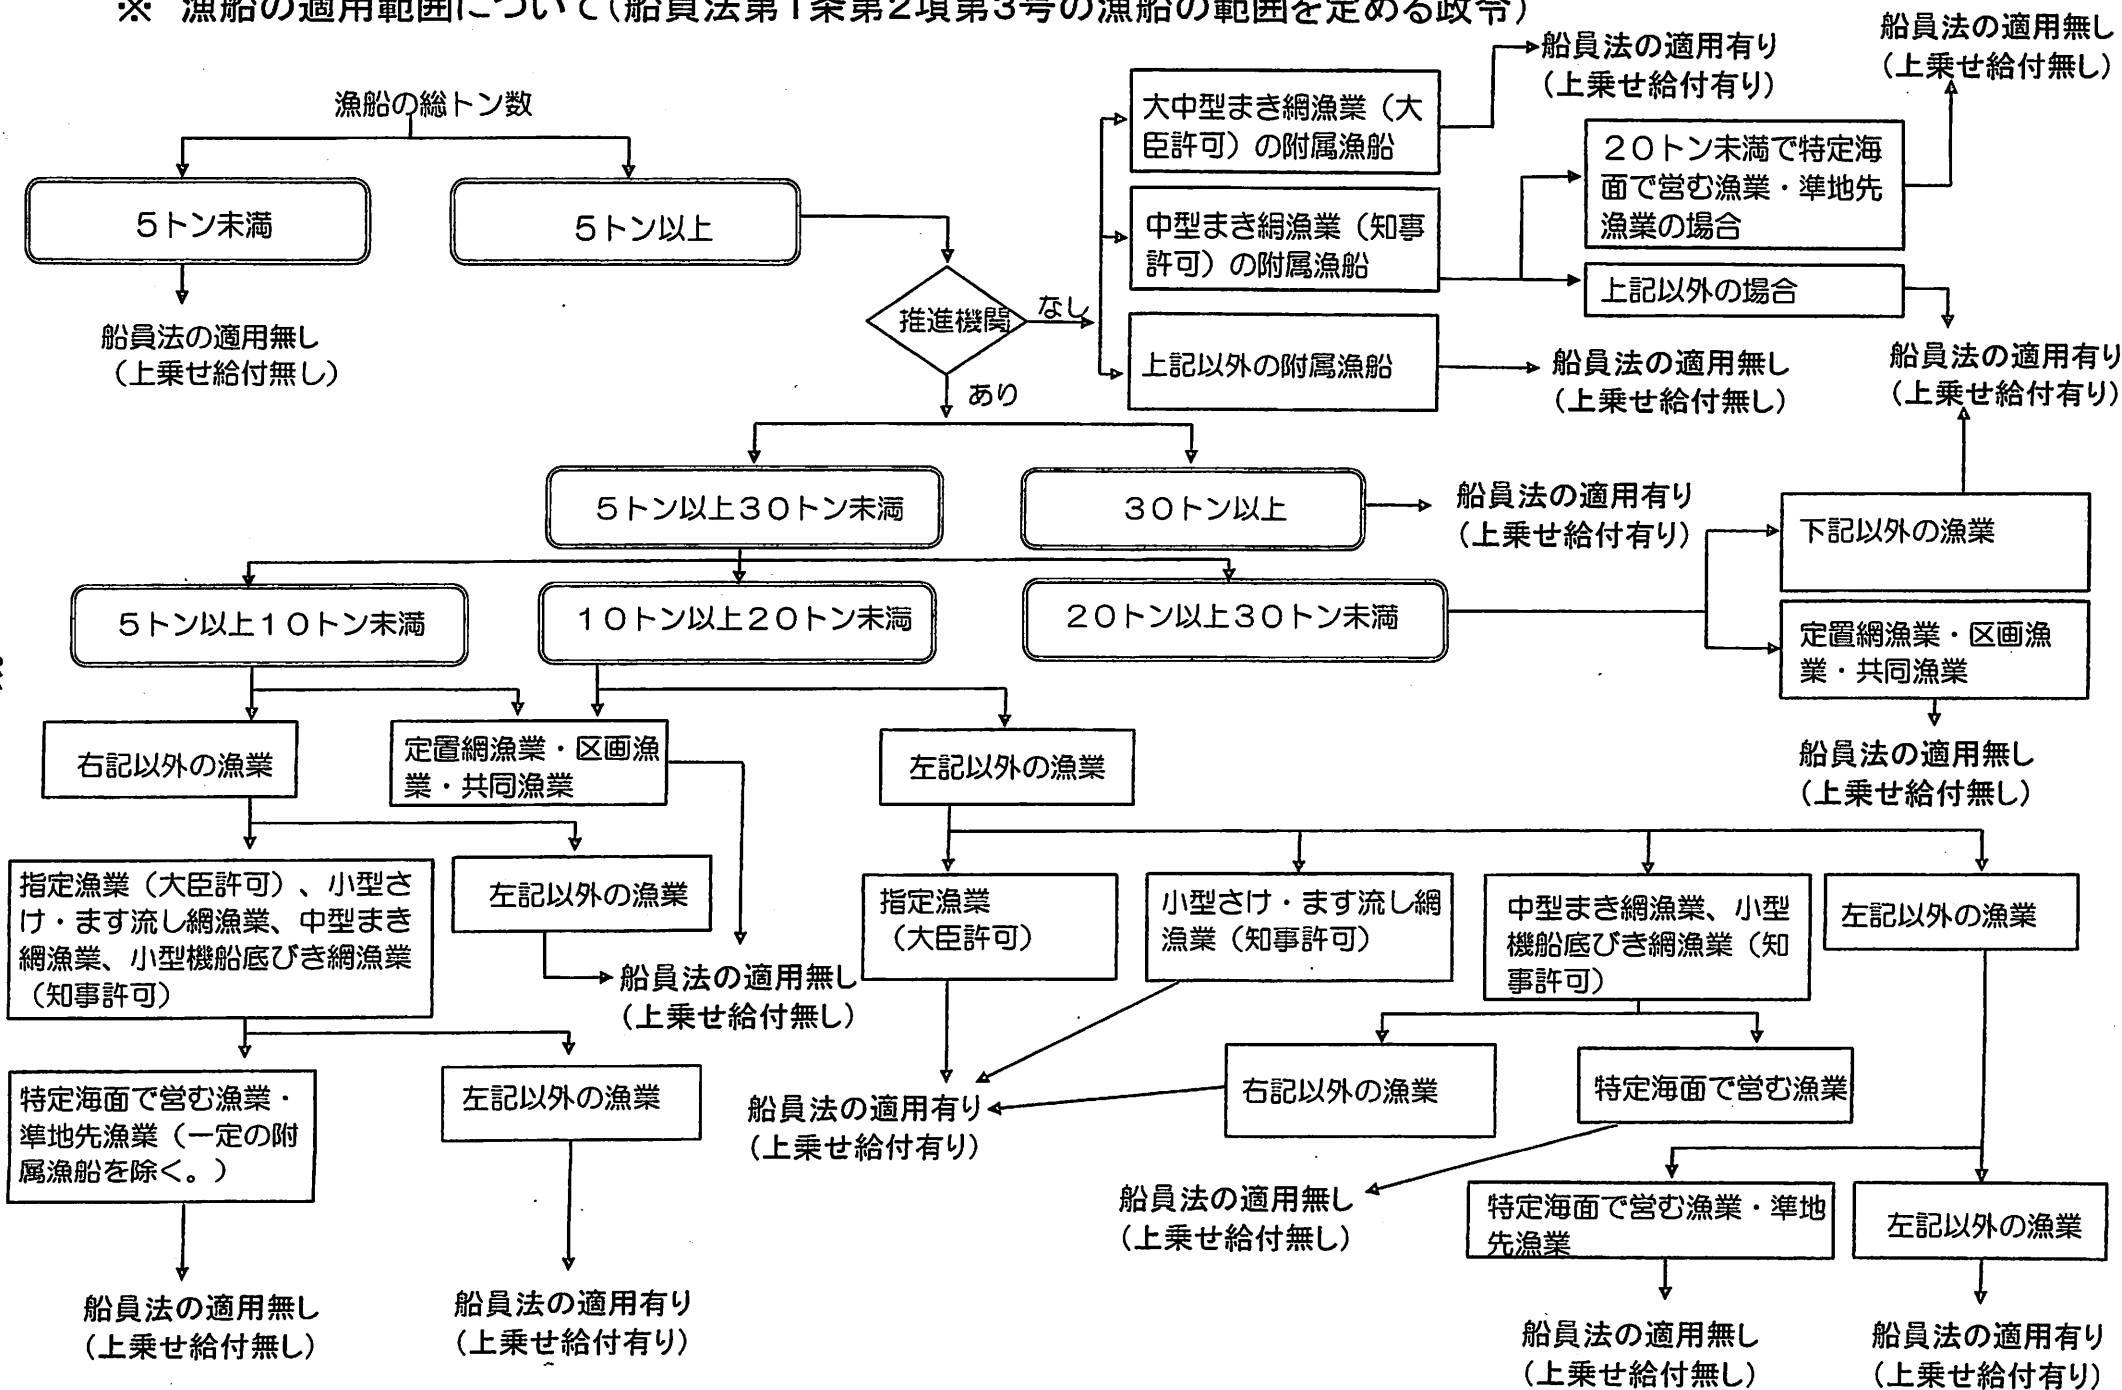 ※ 漁船の適用範囲について(船員法第1条第2項第3号の漁船の範囲を定める政令)
漁船の総トン数
5トン未満
5トン以上
船員法の適用無し
(上乗せ給付無し)
推進機関
なし
あり
大中型まき網漁業(大
臣許可)の附属漁船
船員法の適用有り
(上乗せ給付有り)
中型まき網漁業(知事
許可)の附属漁船
20トン未満で特定海
面で営む漁業・準地先
漁業の場合
船員法の適用無し
(上乗せ給付無し)
上記以外の場合
船員法の適用有り
(上乗せ給付有り)
上記以外の附属漁船
船員法の適用無し
(上乗せ給付無し)
5トン以上30トン未満
30トン以上
船員法の適用有り
(上乗せ給付有り)
5トン以上10トン未満
10トン以上20トン未満
20トン以上30トン未満
下記以外の漁業
定置網漁業・区画漁
業・共同漁業
船員法の適用無し
(上乗せ給付無し)
右記以外の漁業
定置網漁業・区画漁
業・共同漁業
左記以外の漁業
指定漁業(大臣許可)、小型さ
け・ます流し網漁業、中型まき
網漁業、小型機船底びき網漁業
(知事許可)
左記以外の漁業
船員法の適用無し
(上乗せ給付無し)
指定漁業
(大臣許可)
小型さけ・ます流し網
漁業(知事許可)
中型まき網漁業、小型
機船底びき網漁業(知
事許可)
左記以外の漁業
特定海面で営む漁業・
準地先漁業(一定の附
属漁船を除く。)
左記以外の漁業
船員法の適用有り
(上乗せ給付有り)
右記以外の漁業
特定海面で営む漁業
船員法の適用無し
(上乗せ給付無し)
特定海面で営む漁業・準地
先漁業
左記以外の漁業
船員法の適用無し
(上乗せ給付無し)
船員法の適用有り
(上乗せ給付有り)
船員法の適用無し
(上乗せ給付無し)
船員法の適用有り
(上乗せ給付有り)